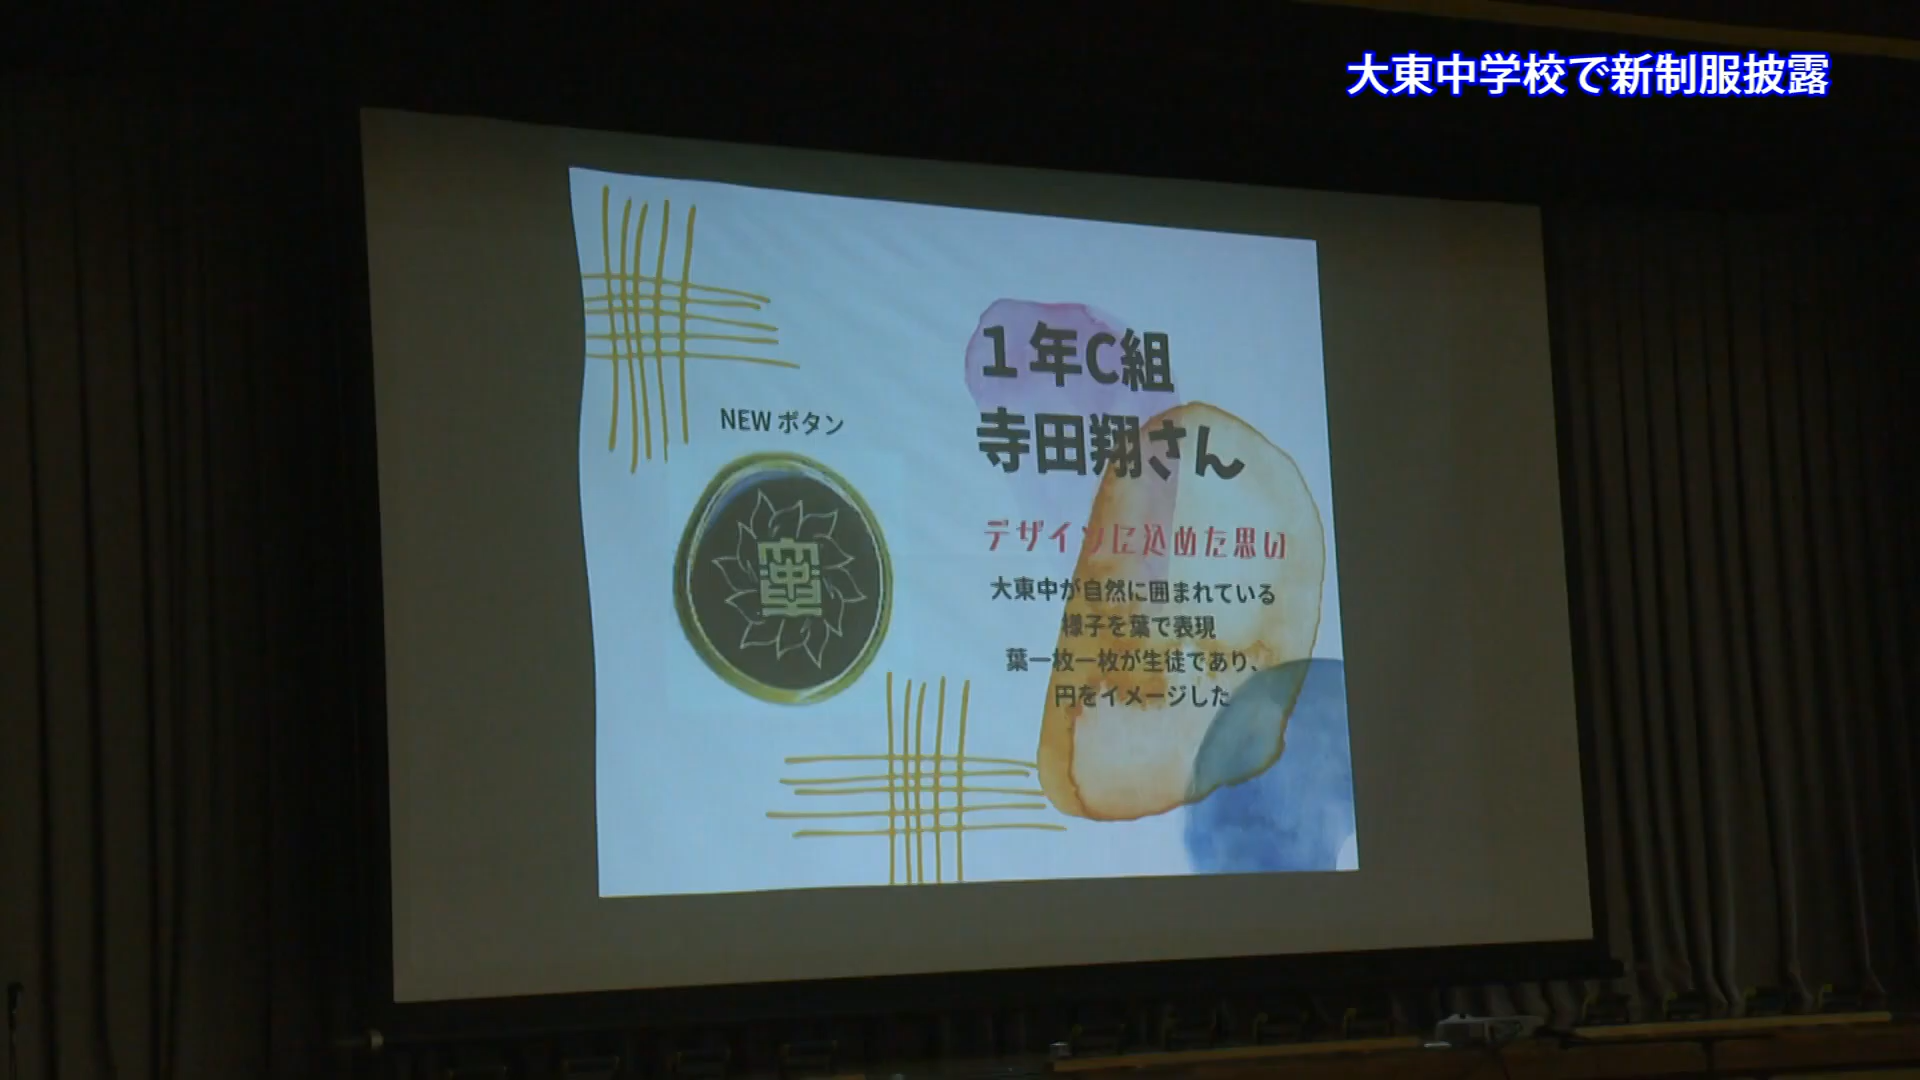 大東中学校で新制服披露
1年C組
寺田翔さん
NEW ボタン
デザインに込めた思い
大東中が自然に囲まれている
様子を葉で表現
葉一枚一枚が生徒であり、
円をイメージした